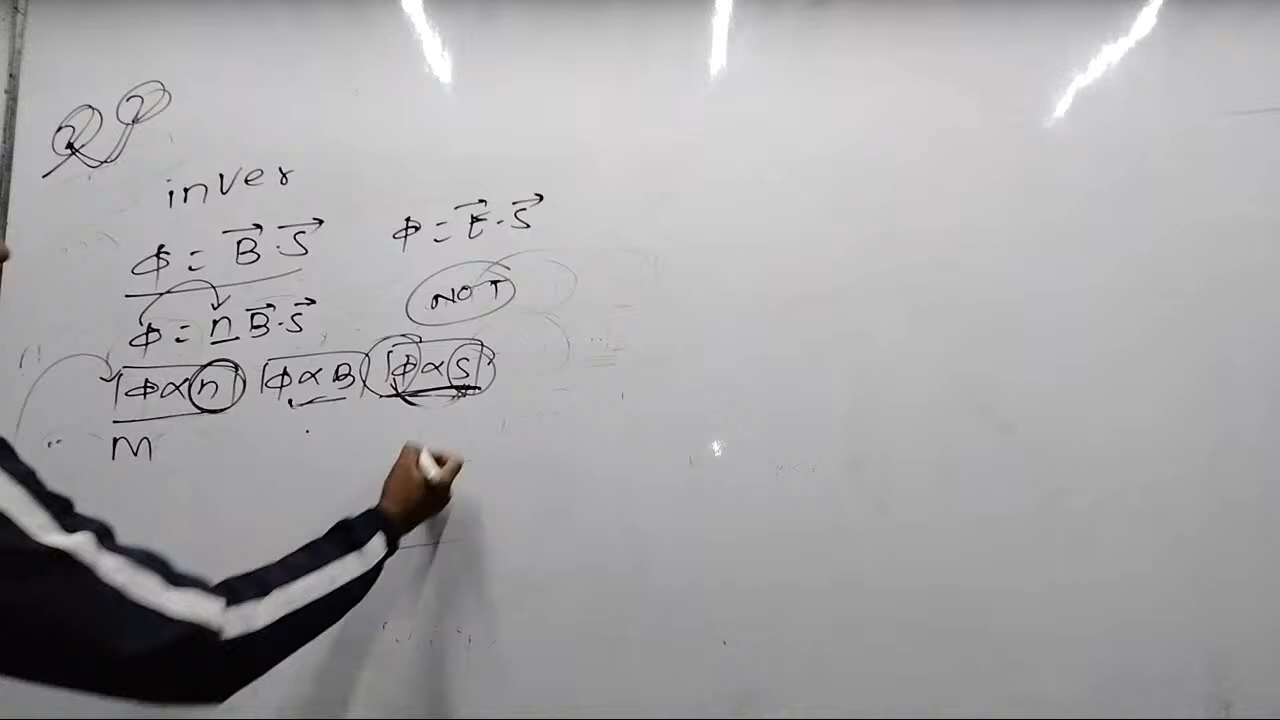 inver
ϕ = B⃗ · S⃗
ϕ = E⃗ · S⃗
ϕ = n B⃗ · S⃗
NOT
ϕ ∝ n ϕ ∝ B ϕ ∝ S
M